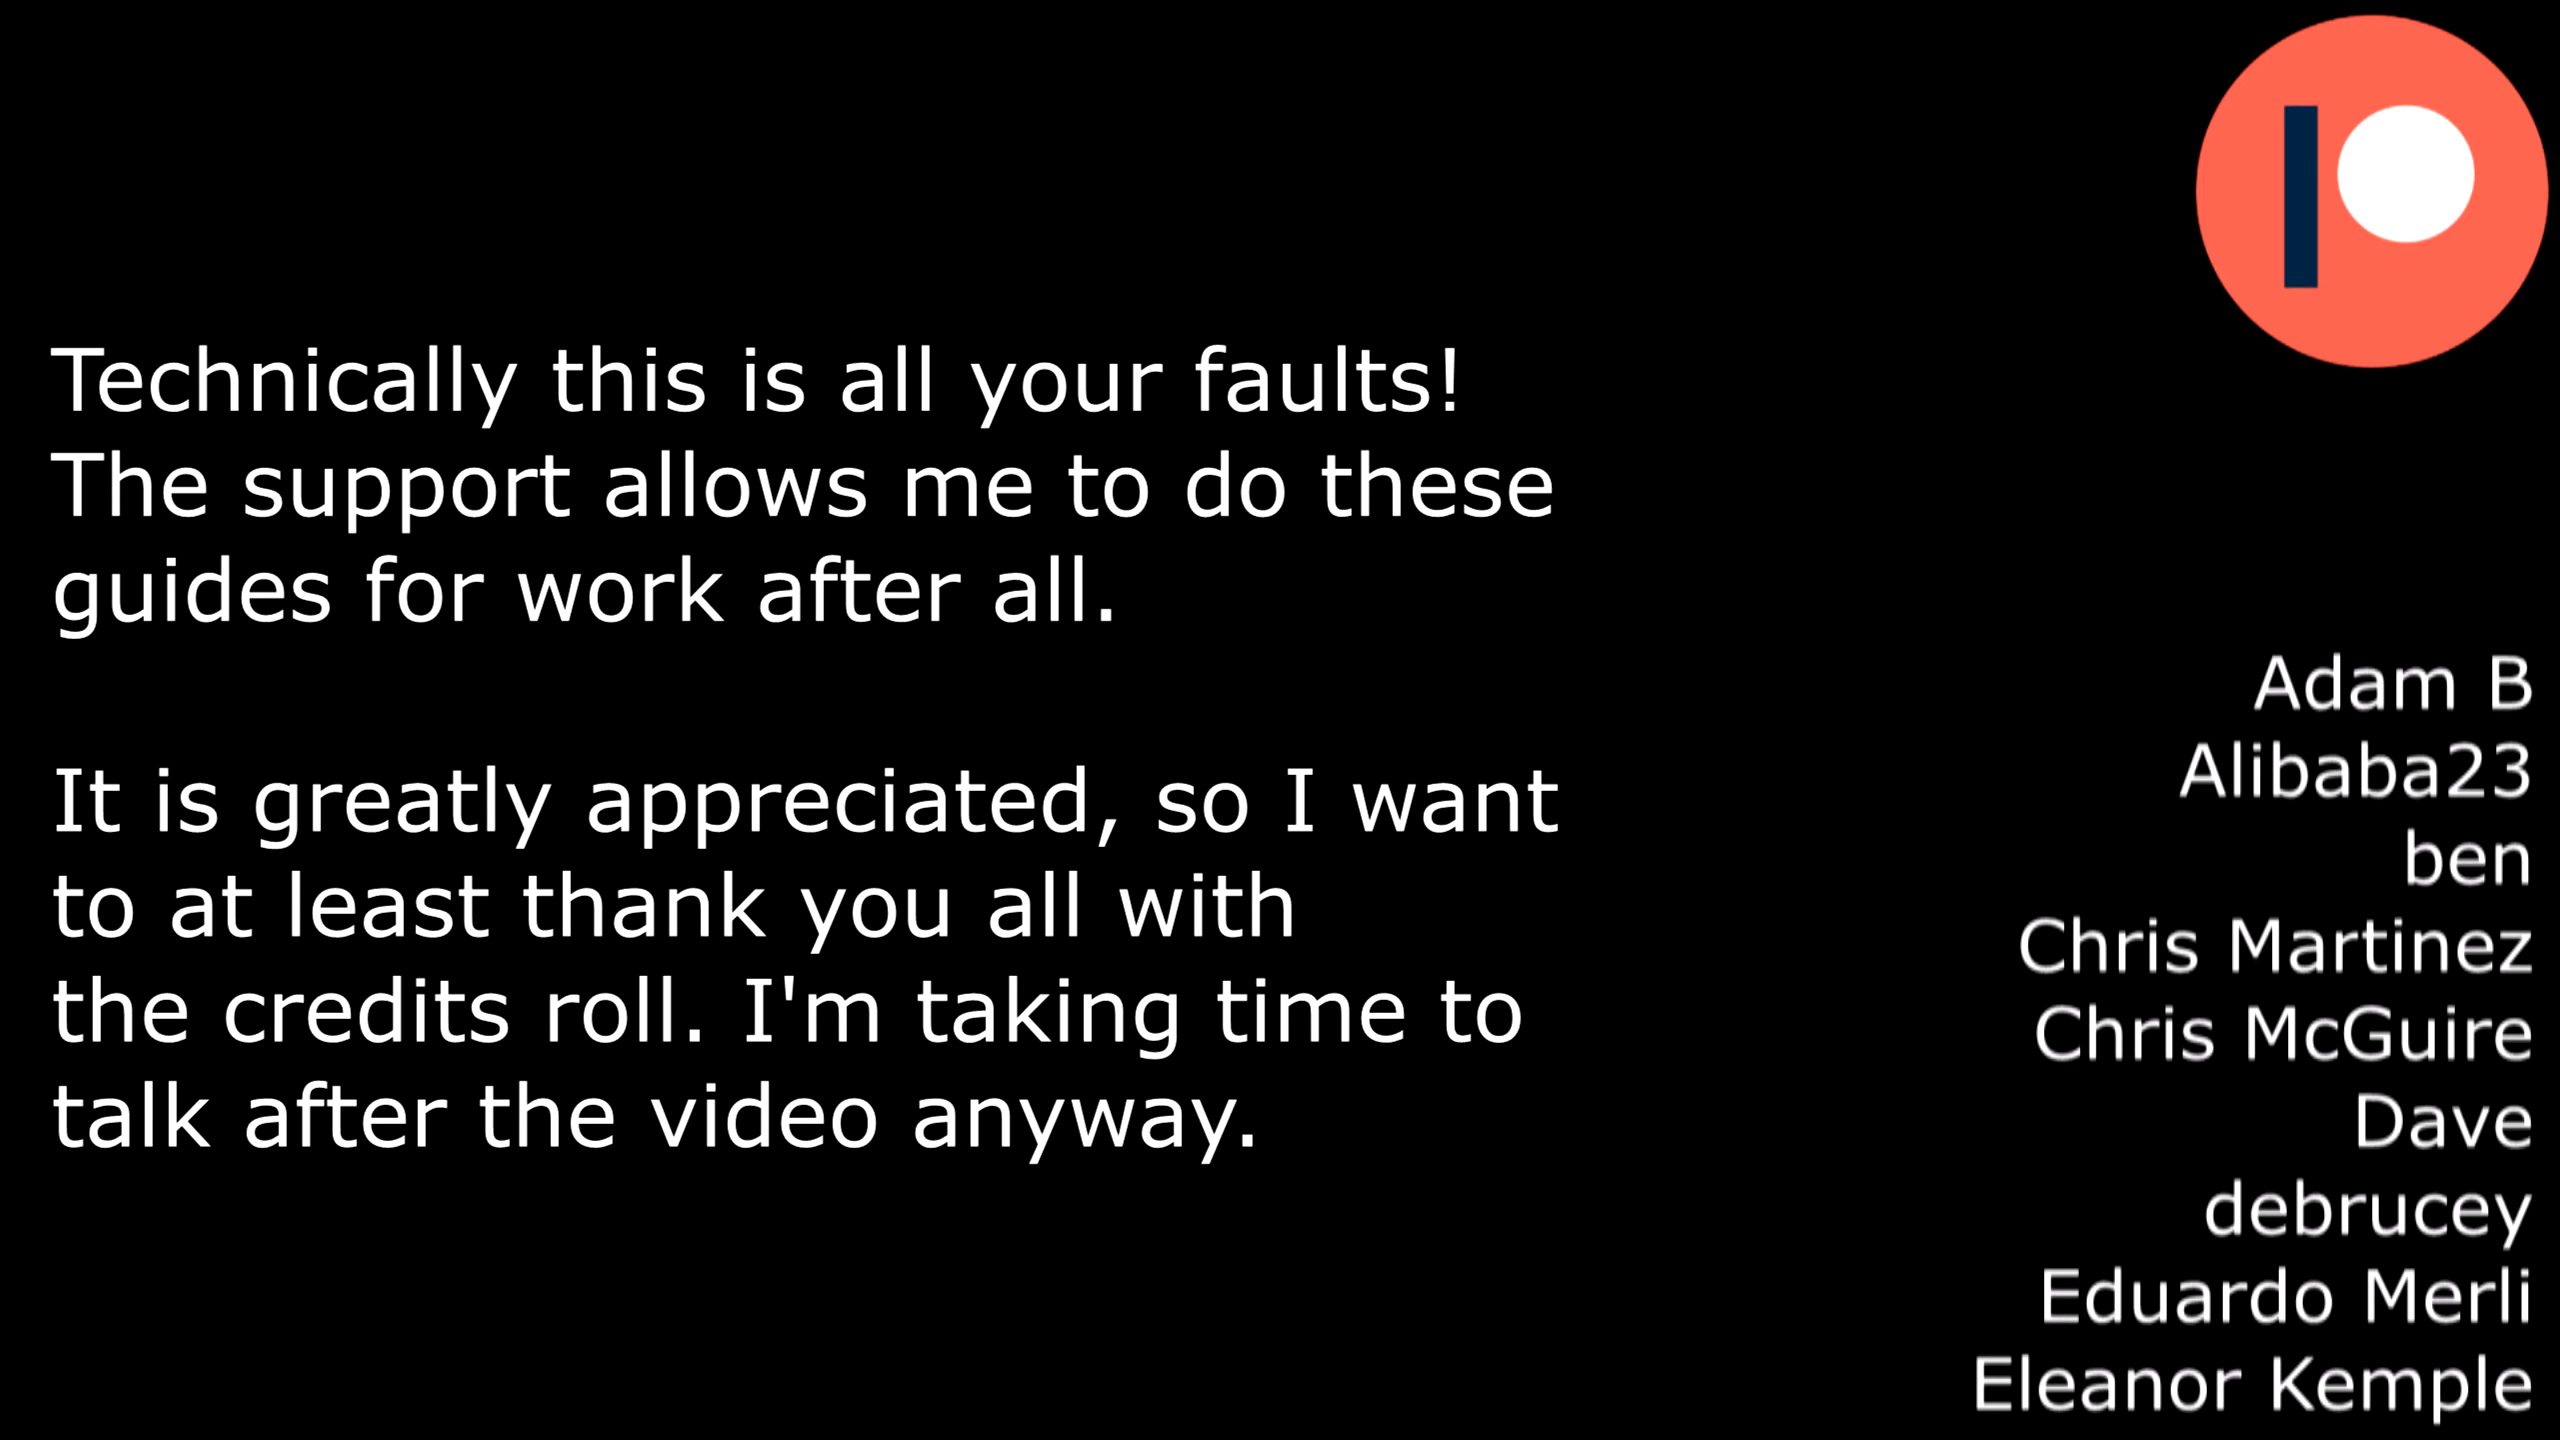 Technically this is all your faults!
The support allows me to do these
guides for work after all.
It is greatly appreciated, so I want
to at least thank you all with
the credits roll. I'm taking time to
talk after the video anyway.
Adam B
Alibaba23
ben
Chris Martinez
Chris McGuire
Dave
debrucey
Eduardo Merli
Eleanor Kemple